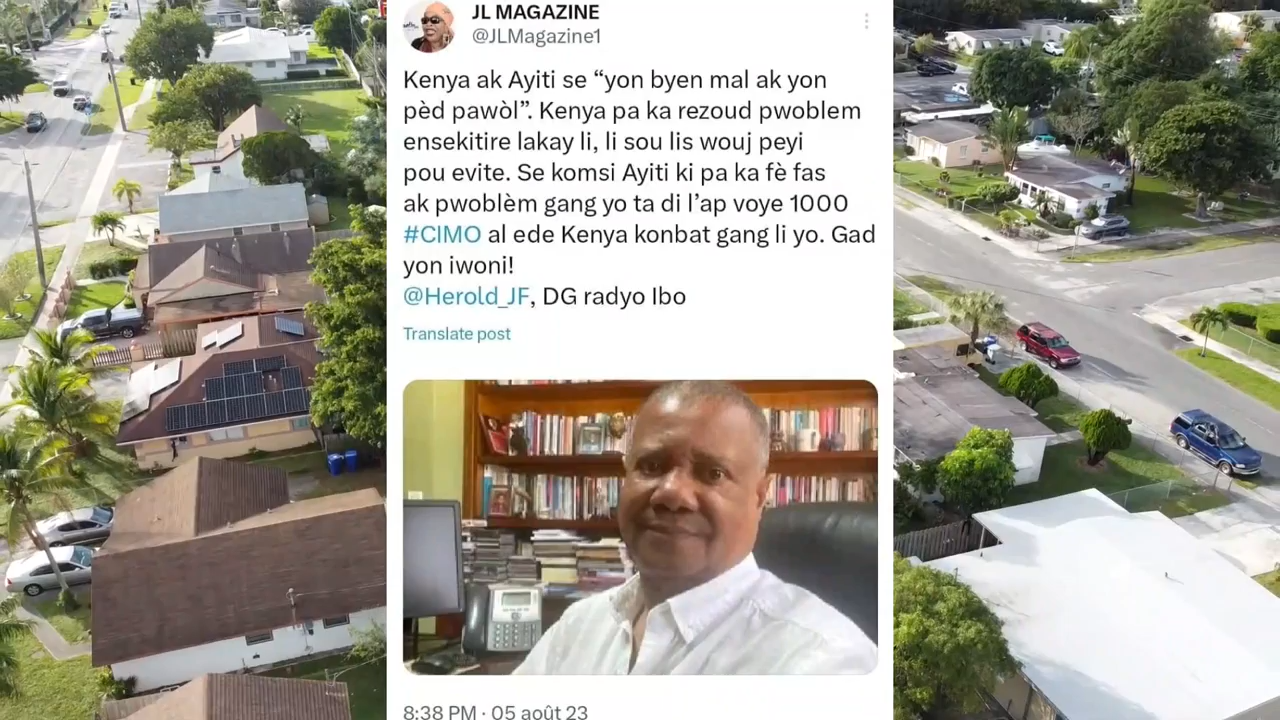 JL MAGAZINE
@JLMagazine1
Kenya ak Ayiti se “yon byen mal ak yon
pèd pawòl”. Kenya pa ka rezoud pwoblem
ensekitire lakay li, li sou lis wouj peyi
pou evite. Se komsi Ayiti ki pa ka fè fas
ak pwoblèm gang yo ta di l’ap voye 1000
#CIMO al ede Kenya konbat gang li yo. Gad
yon iwoni!
@Herold_JF, DG radyo Ibo
Translate post
8:38 PM · 05 août 23